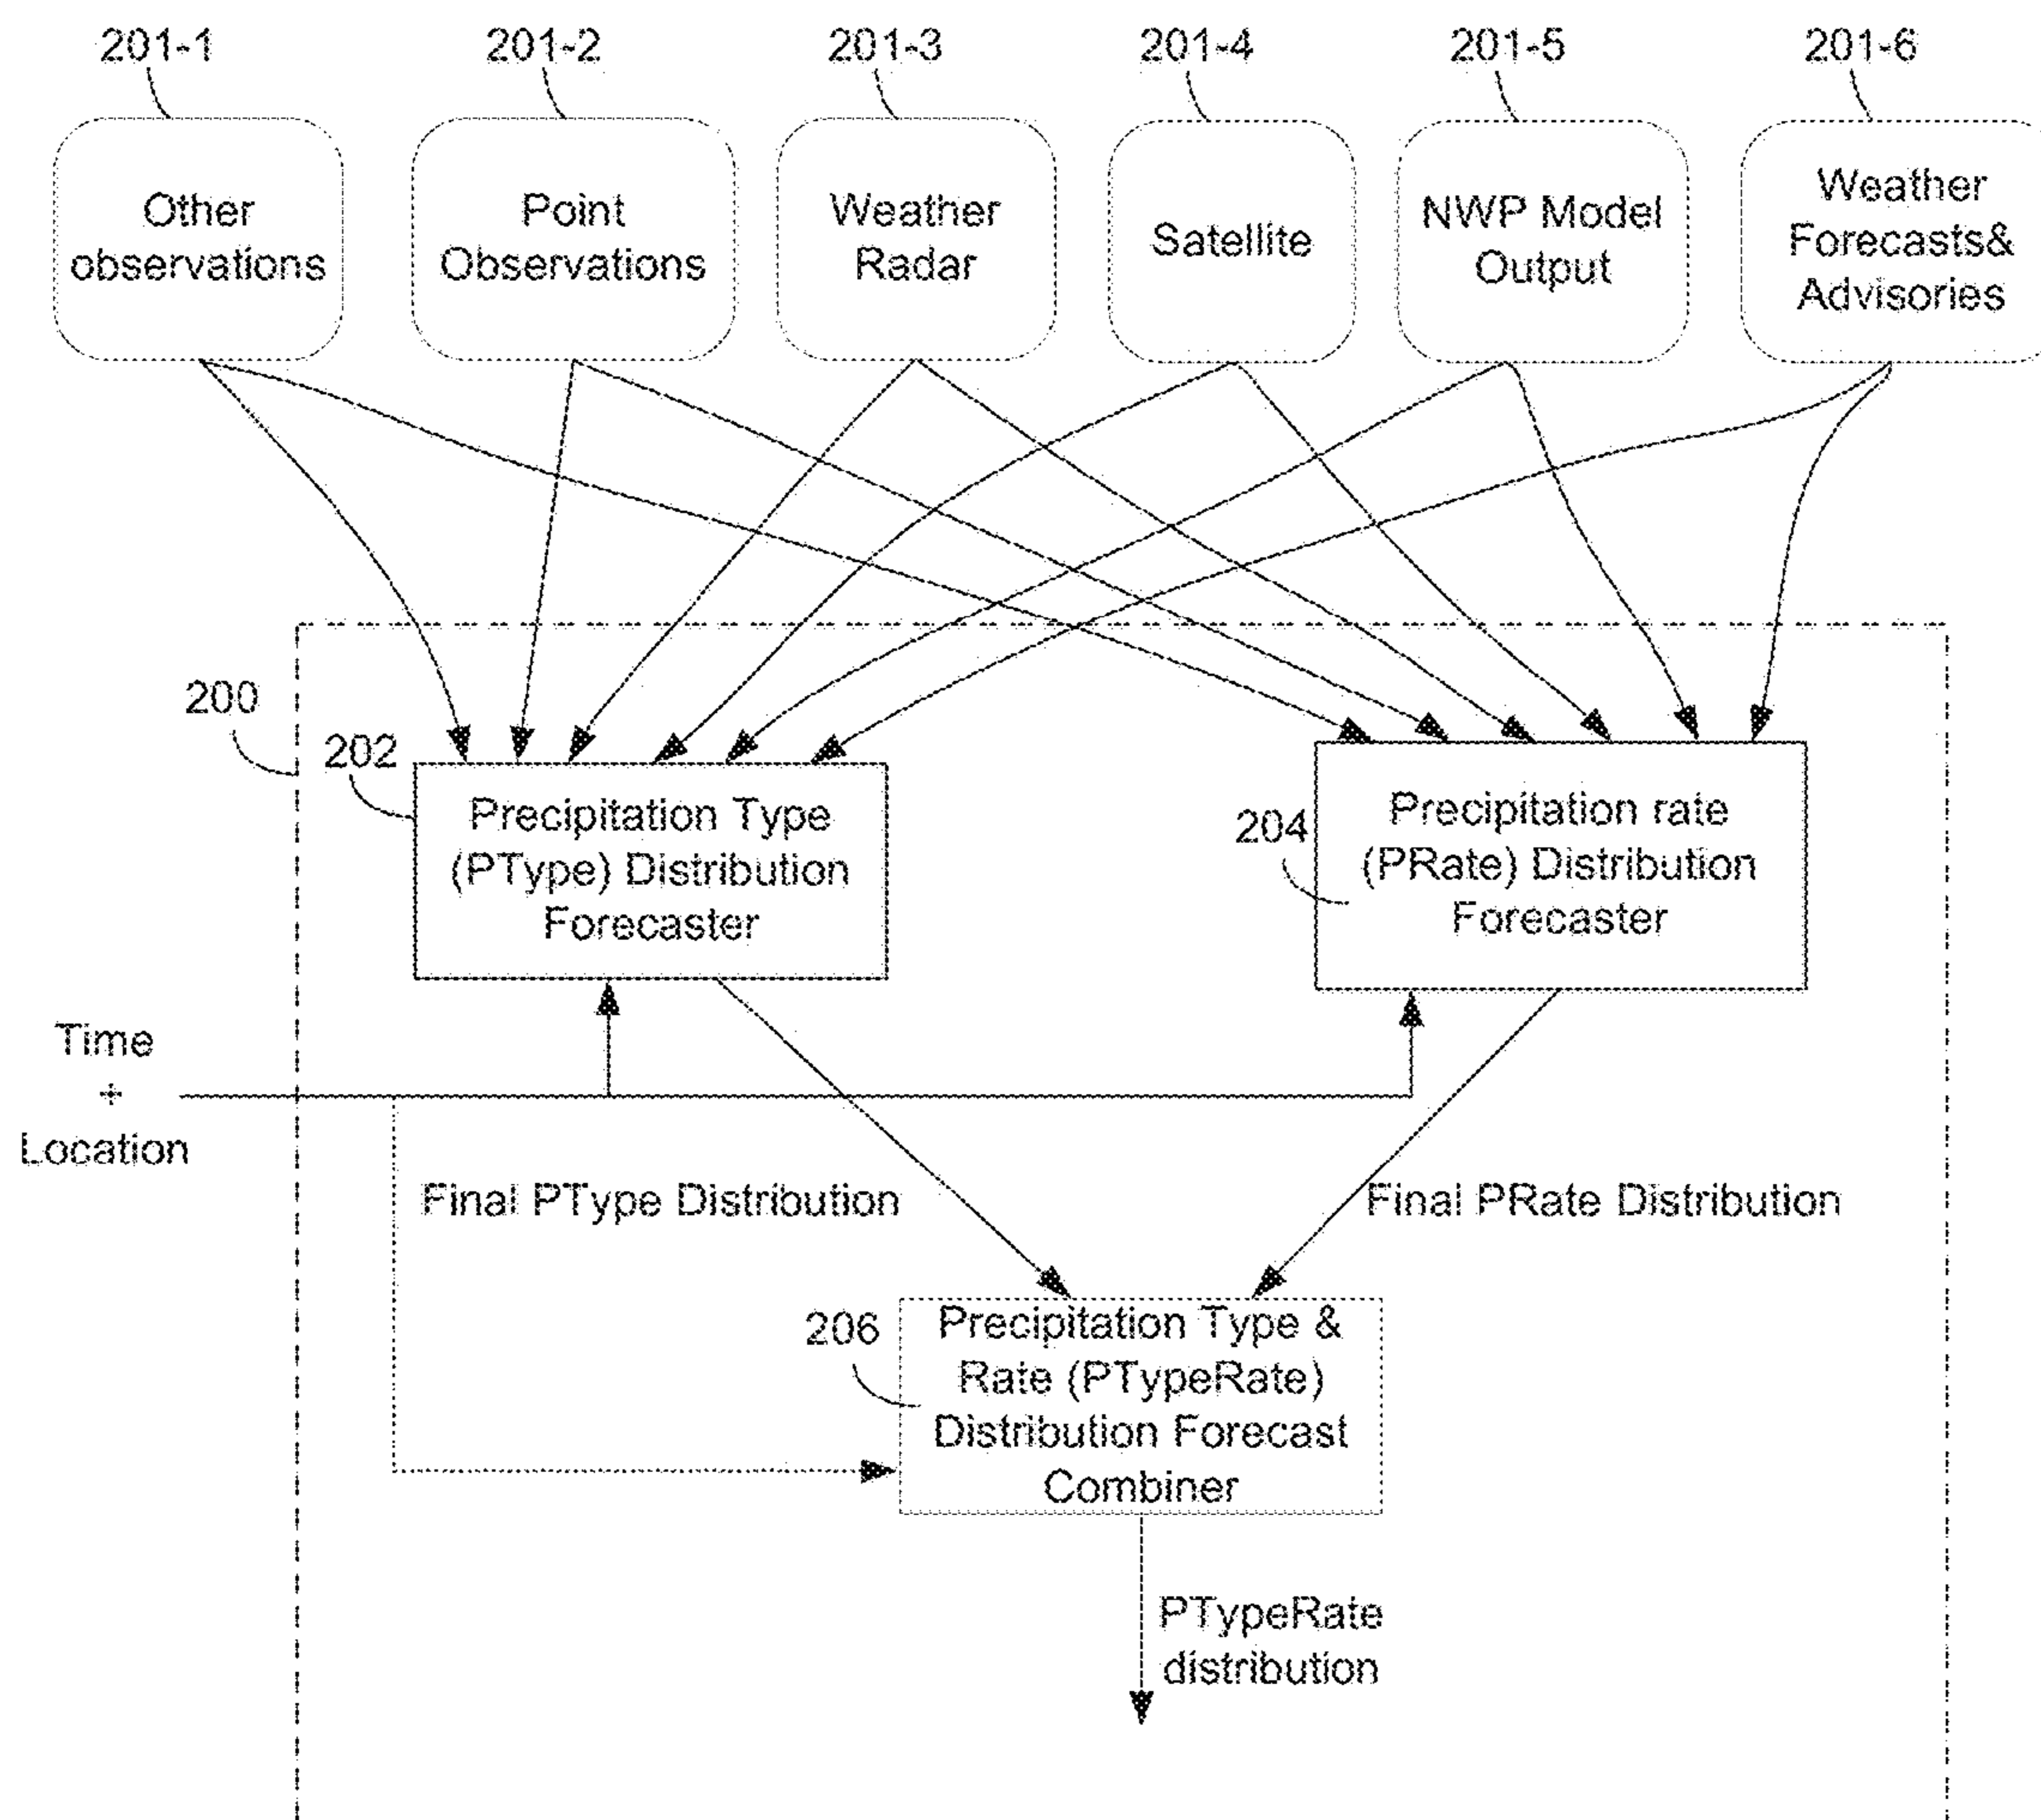 201-1
201-2
201-3
201-4
201-5
201-6
Other
observations
Point
Observations
Weather
Radar
Satellite
NWP Model
Output
Weather
Forecasts&
Advisories
200
202
Precipitation Type
(PType) Distribution
Forecaster
204
Precipitation rate
(PRate) Distribution
Forecaster
Time
+
Location
Final PType Distribution
Final PRate Distribution
206
Precipitation Type &
Rate (PTypeRate)
Distribution Forecast
Combiner
PTypeRate
distribution